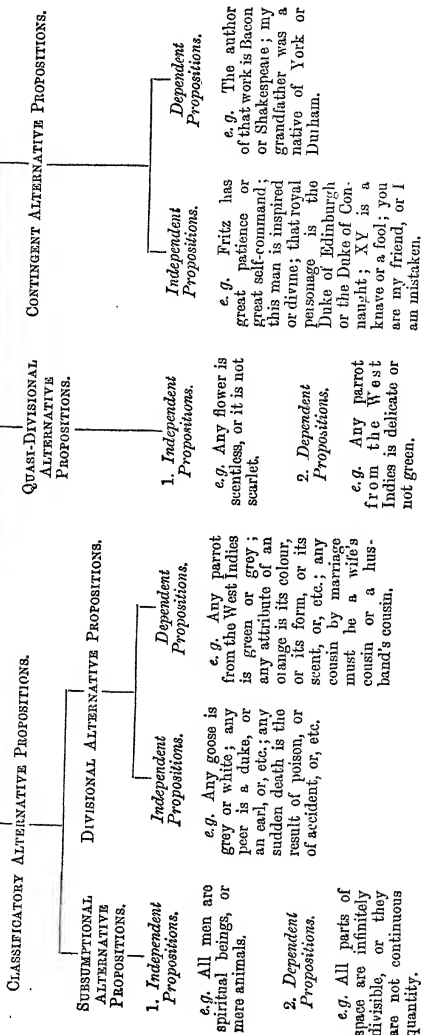 CLASSIFICATORY ALTERNATIVE PROPOSITIONS.
SUBSUMPTIONAL
ALTERNATIVE
PROPOSITIONS.
1. Independent
Propositions.
e.g. All men are
spiritual beings, or
mere animals.
2. Dependent
Propositions.
e.g. All parts of
space are infinitely
divisible, or they
are not continuous
quantity.
DIVISIONAL ALTERNATIVE PROPOSITIONS.
Independent
Propositions.
e.g. Any goose is
grey or white; any
peer is a duke, or
an earl, or, etc.; any
sudden death is the
result of poison, or
of accident, or, etc.
Dependent
Propositions.
e. g. Any parrot
from the West Indies
is green or grey;
any attribute of an
orange is its colour,
or its form, or its
scent, or, etc.; any
cousin by marriage
must be a wife's
cousin or a hus-
band's cousin.
QUASI-DIVISIONAL
ALTERNATIVE
PROPOSITIONS.
1. Independent
Propositions.
e.g. Any flower is
scentless, or it is not
scarlet.
2. Dependent
Propositions.
e.g. Any parrot
from the West
Indies is delicate or
not green.
CONTINGENT ALTERNATIVE PROPOSITIONS.
Independent
Propositions.
e. g. Fritz has
great patience or
great self-command;
this man is inspired
or divine; that royal
personage is the
Duke of Edinburgh
or the Duke of Con-
naught; XY is a
knave or a fool; you
are my friend, or I
am mistaken.
Dependent
Propositions.
e. g. The author
of that work is Bacon
or Shakespeare; my
grandfather was a
native of York or
Durham.